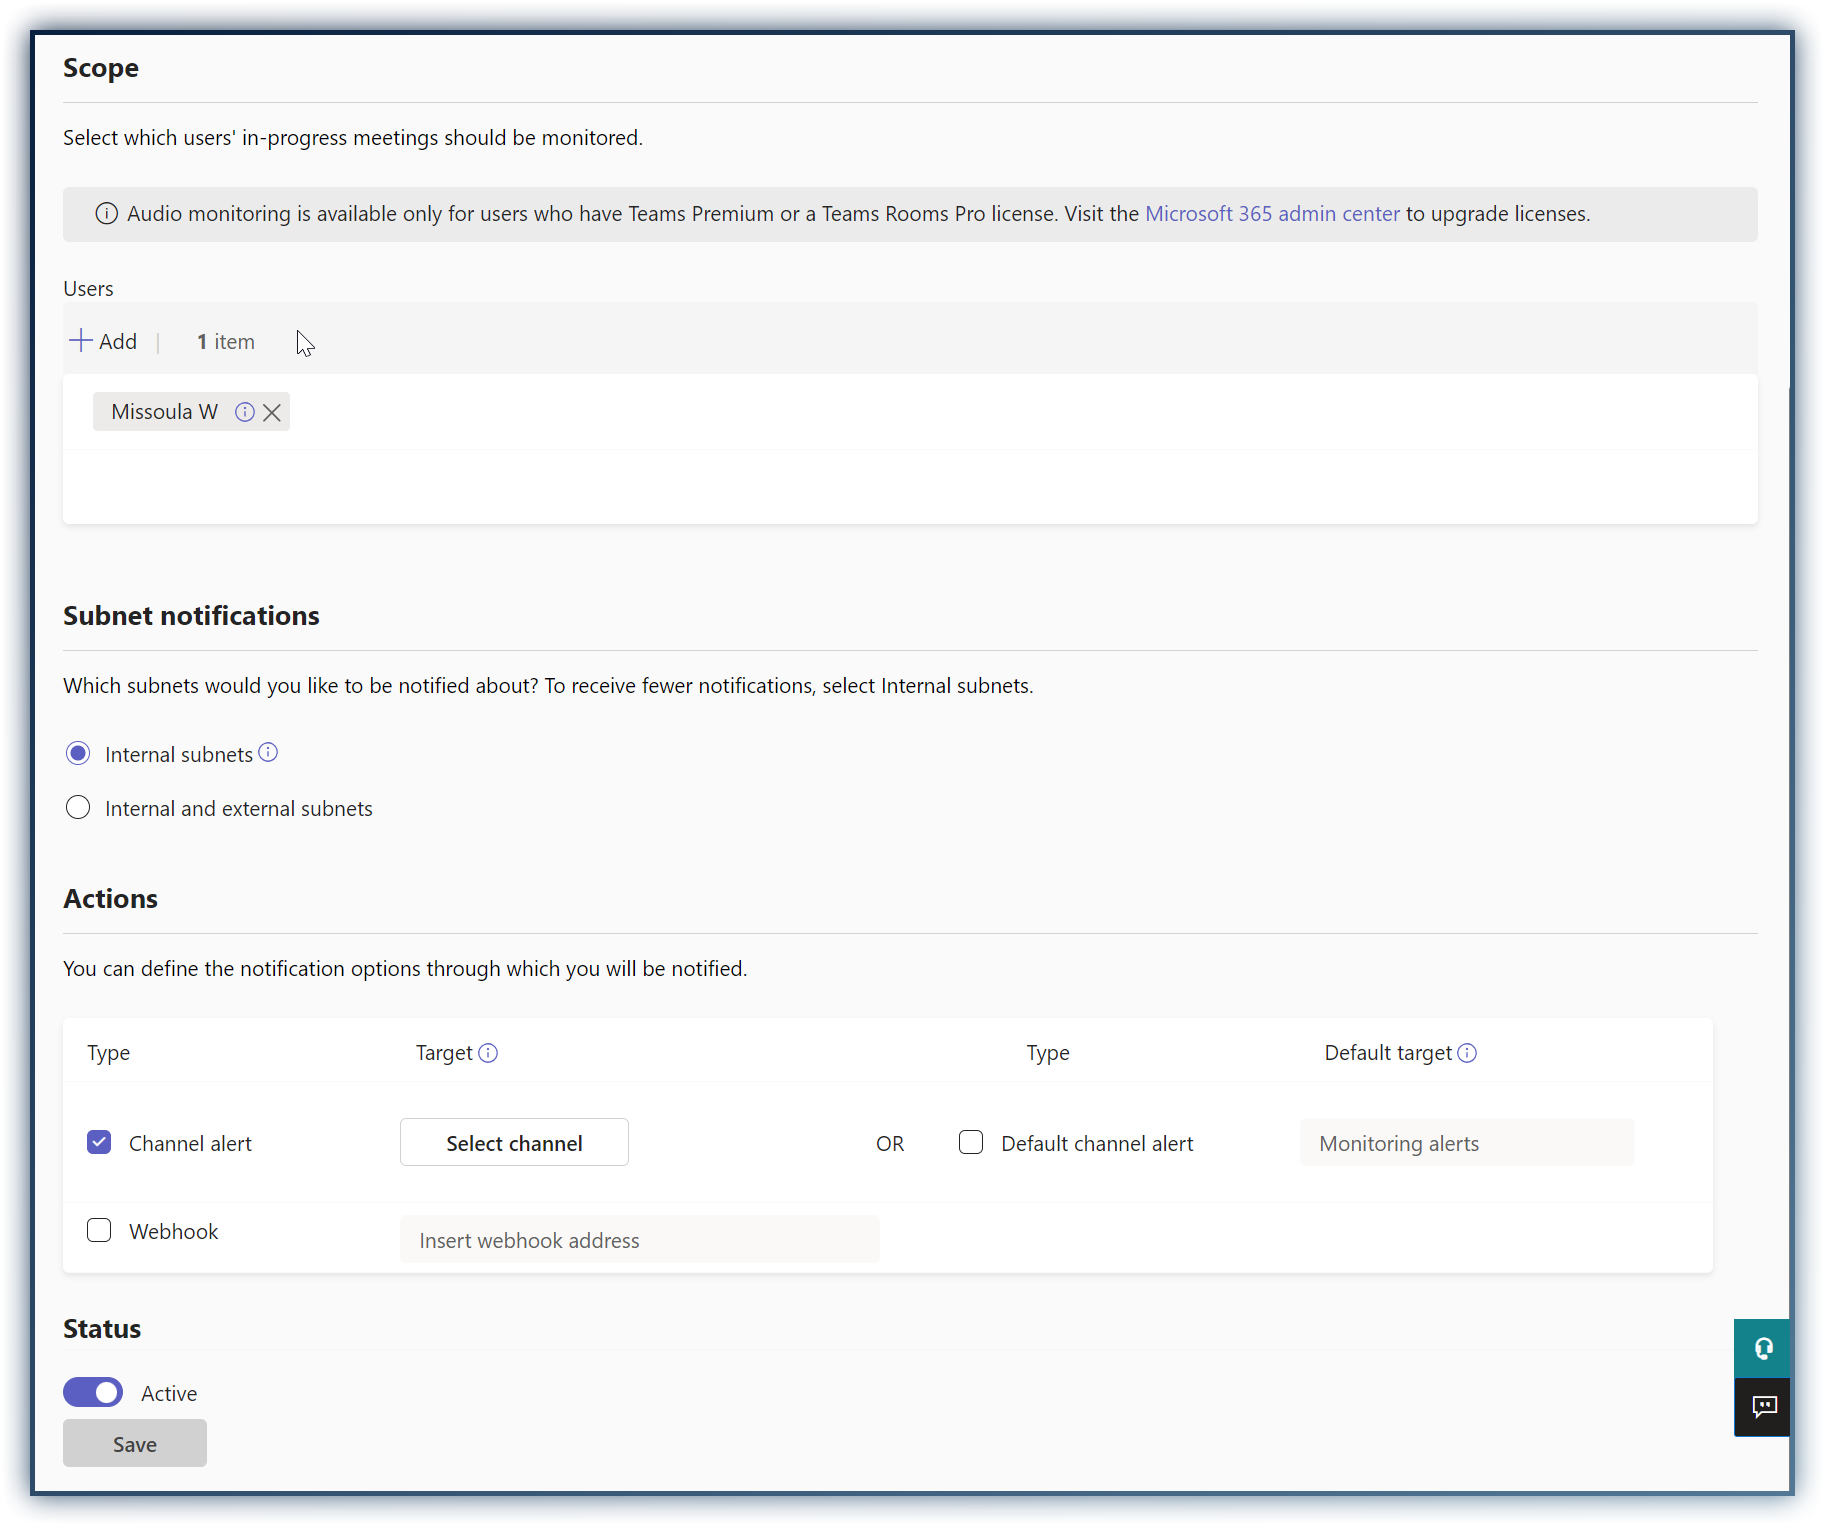 Scope
Select which users' in-progress meetings should be monitored.
Audio monitoring is available only for users who have Teams Premium or a Teams Rooms Pro license. Visit the Microsoft 365 admin center to upgrade licenses.
Users
Add | 1 item
Missoula W
Subnet notifications
Which subnets would you like to be notified about? To receive fewer notifications, select Internal subnets.
Internal subnets
Internal and external subnets
Actions
You can define the notification options through which you will be notified.
Type Target Type Default target
Channel alert Select channel OR Default channel alert Monitoring alerts
Webhook Insert webhook address
Status
Active
Save